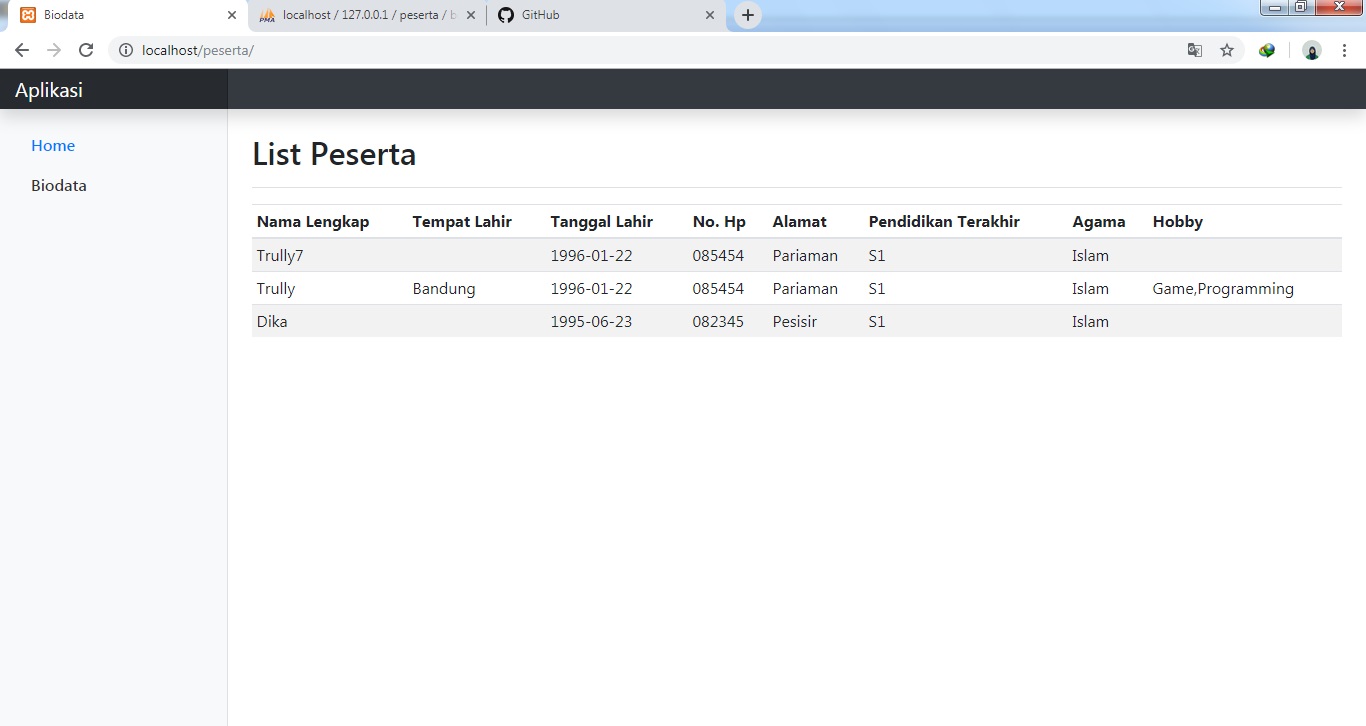 Biodata localhost / 127.0.0.1 / peserta / b GitHub
localhost/peserta/
Aplikasi
Home
Biodata
List Peserta
Nama Lengkap Tempat Lahir Tanggal Lahir No. Hp Alamat Pendidikan Terakhir Agama Hobby
Trully7 1996-01-22 085454 Pariaman S1 Islam
Trully Bandung 1996-01-22 085454 Pariaman S1 Islam Game,Programming
Dika 1995-06-23 082345 Pesisir S1 Islam